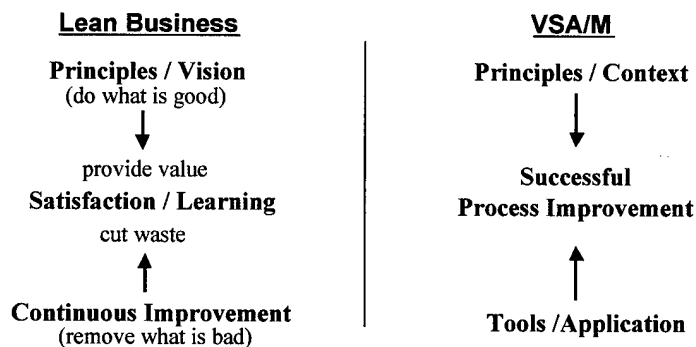 Lean Business
Principles / Vision
(do what is good)
provide value
Satisfaction / Learning
cut waste
Continuous Improvement
(remove what is bad)
VSA/M
Principles / Context
Successful
Process Improvement
Tools /Application